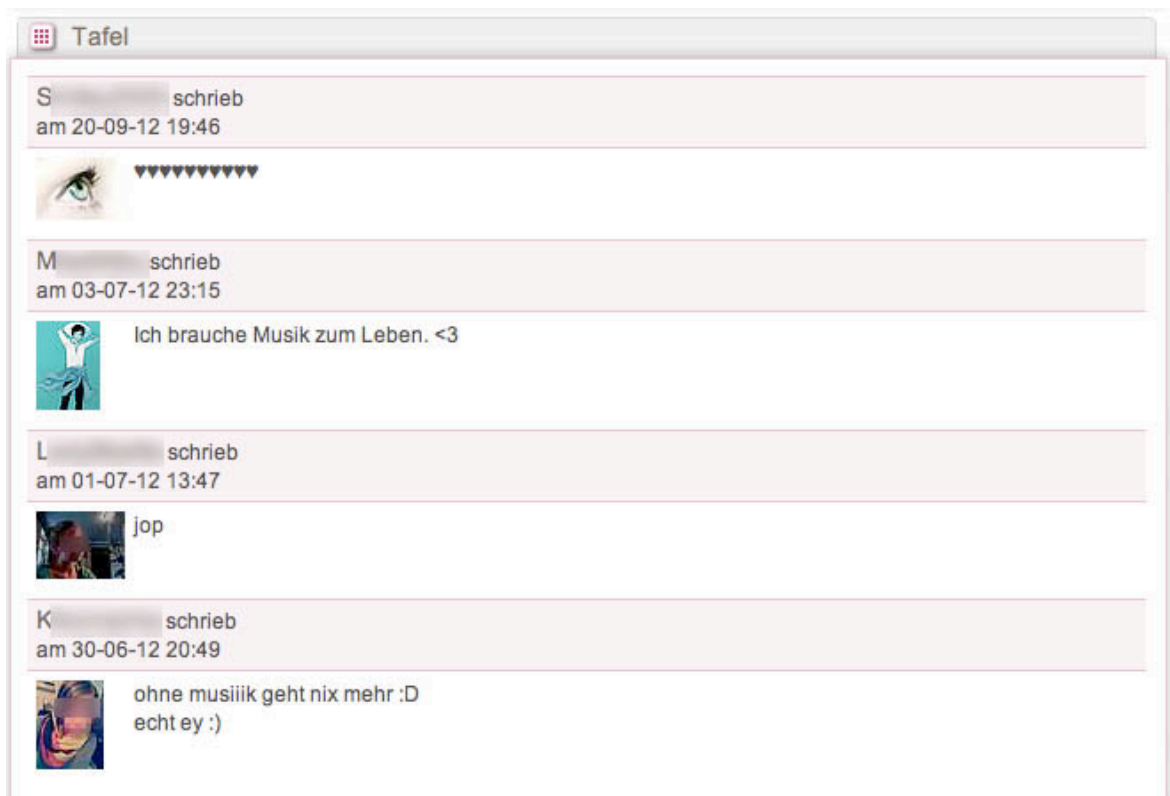 Tafel
S schrieb
am 20-09-12 19:46
♥♥♥♥♥♥♥♥♥♥
M schrieb
am 03-07-12 23:15
Ich brauche Musik zum Leben. <3
L schrieb
am 01-07-12 13:47
jop
K schrieb
am 30-06-12 20:49
ohne musiiik geht nix mehr :D
echt ey :)